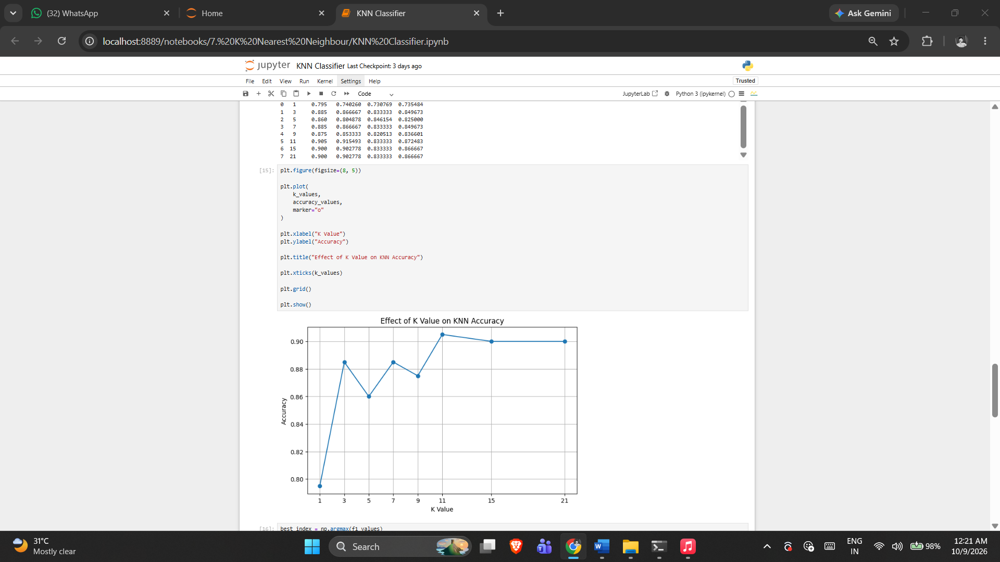 (32) WhatsApp
Home
KNN Classifier
Ask Gemini
localhost:8889/notebooks/7.%20K%20Nearest%20Neighbour/KNN%20Classifier.ipynb
jupyter KNN Classifier Last Checkpoint: 3 days ago
File Edit View Run Kernel Settings Help
Trusted
Code
JupyterLab
Python 3 (ipykernel)
0 1 0.795 0.740260 0.730769 0.735484
1 3 0.885 0.866667 0.833333 0.849673
2 5 0.860 0.804878 0.846154 0.825000
3 7 0.885 0.866667 0.833333 0.849673
4 9 0.875 0.853333 0.820513 0.836601
5 11 0.905 0.915493 0.833333 0.872483
6 15 0.900 0.902778 0.833333 0.866667
7 21 0.900 0.902778 0.833333 0.866667
[15]:
plt.figure(figsize=(8, 5))
plt.plot(
k_values,
accuracy_values,
marker="o"
)
plt.xlabel("K Value")
plt.ylabel("Accuracy")
plt.title("Effect of K Value on KNN Accuracy")
plt.xticks(k_values)
plt.grid()
plt.show()
Effect of K Value on KNN Accuracy
0.90
0.88
0.86
0.84
0.82
0.80
Accuracy
1 3 5 7 9 11 15 21
K Value
[16]:
best_index = np.argmax(f1_values)
31°C
Mostly clear
Search
ENG
IN
98%
12:21 AM
10/9/2026